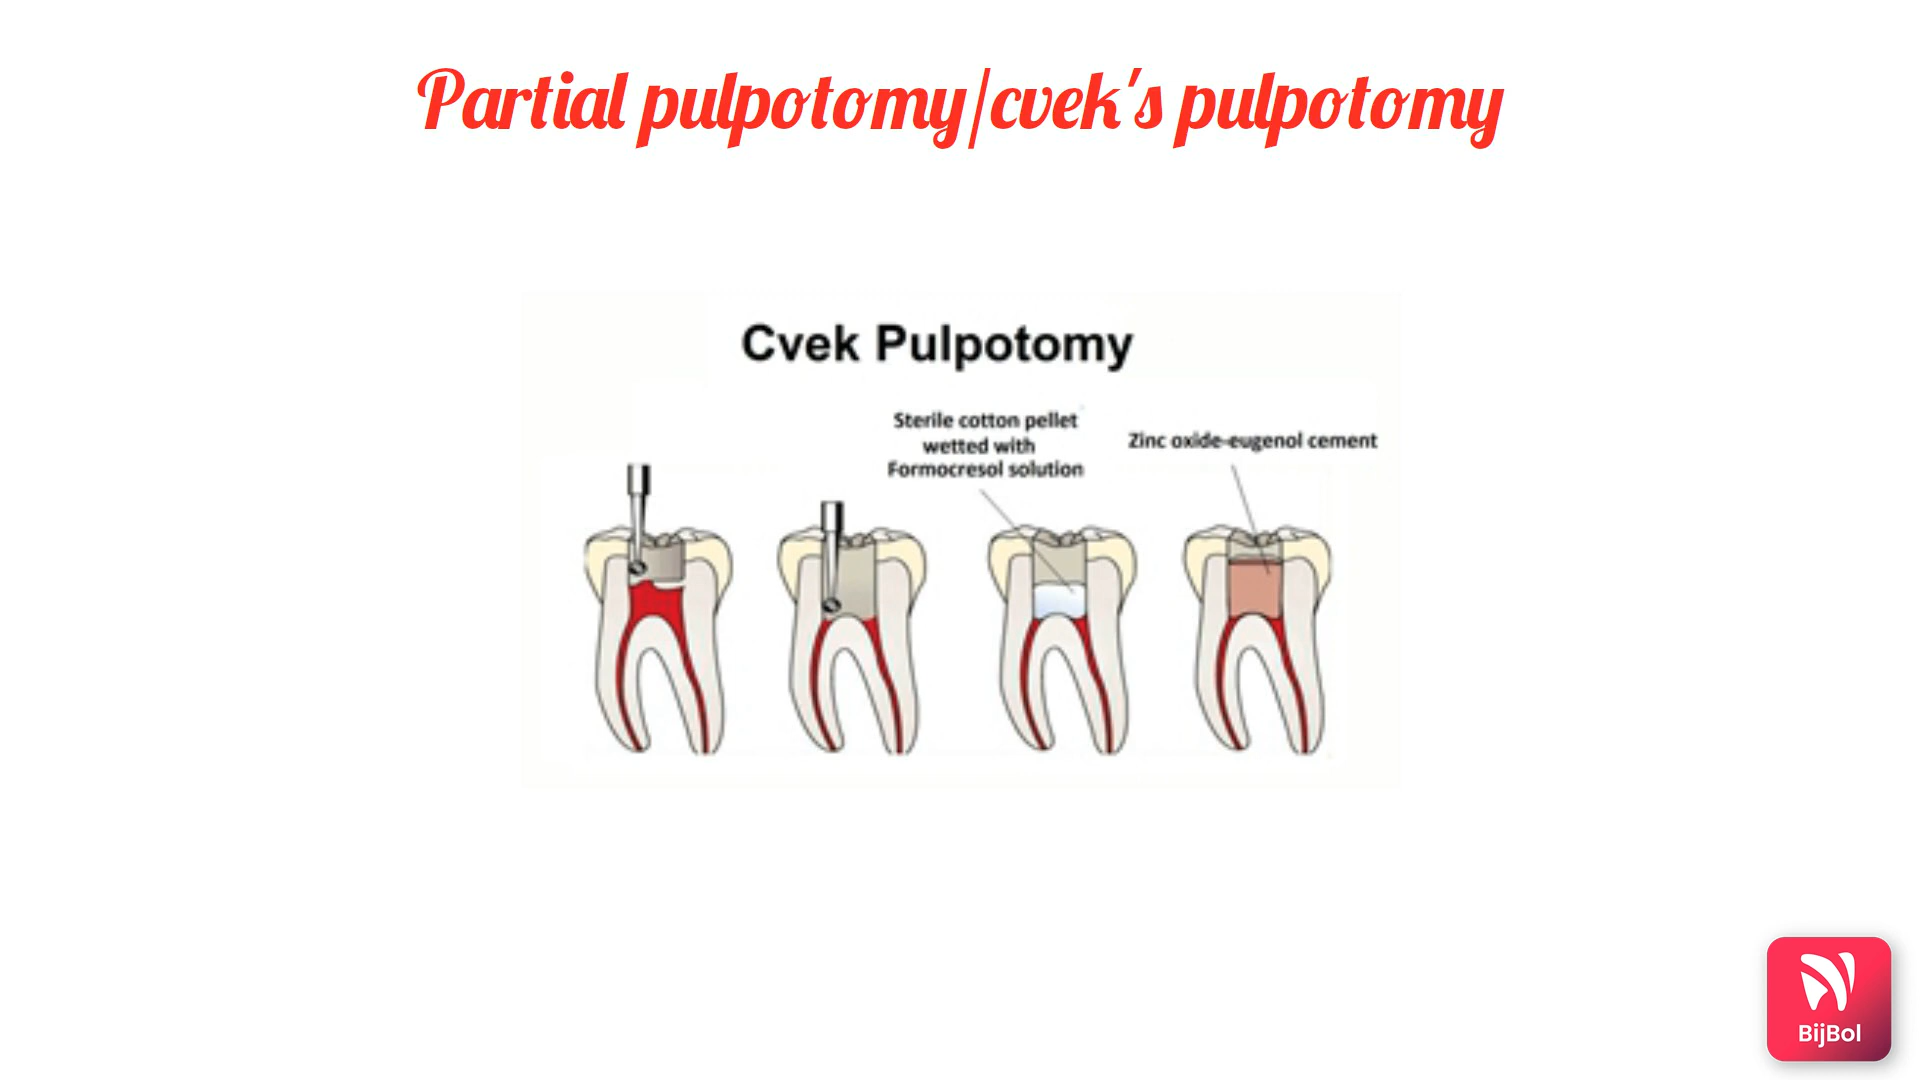 Partial pulpotomy/cvek's pulpotomy
Cvek Pulpotomy
Sterile cotton pellet
wetted with
Formocresol solution
Zinc oxide-eugenol cement
BijBol